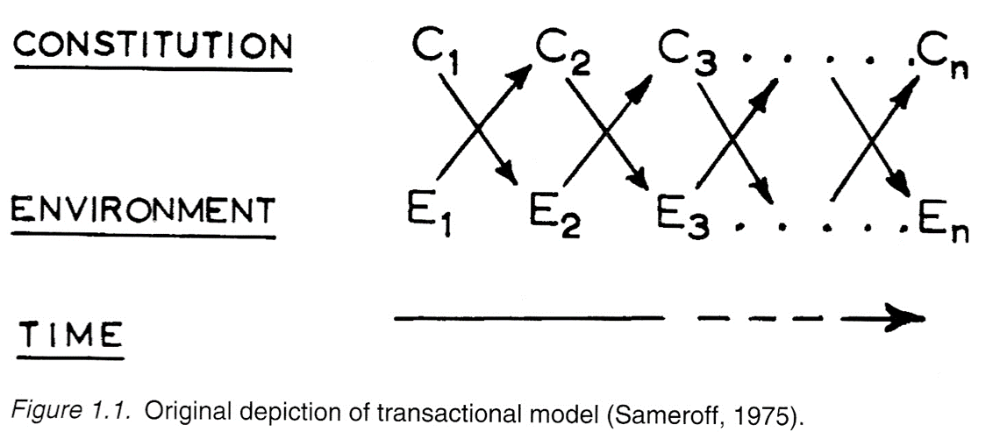 CONSTITUTION C1 C2 C3 . . . . . Cn
ENVIRONMENT E1 E2 E3 . . . . . En
TIME
Figure 1.1. Original depiction of transactional model (Sameroff, 1975).